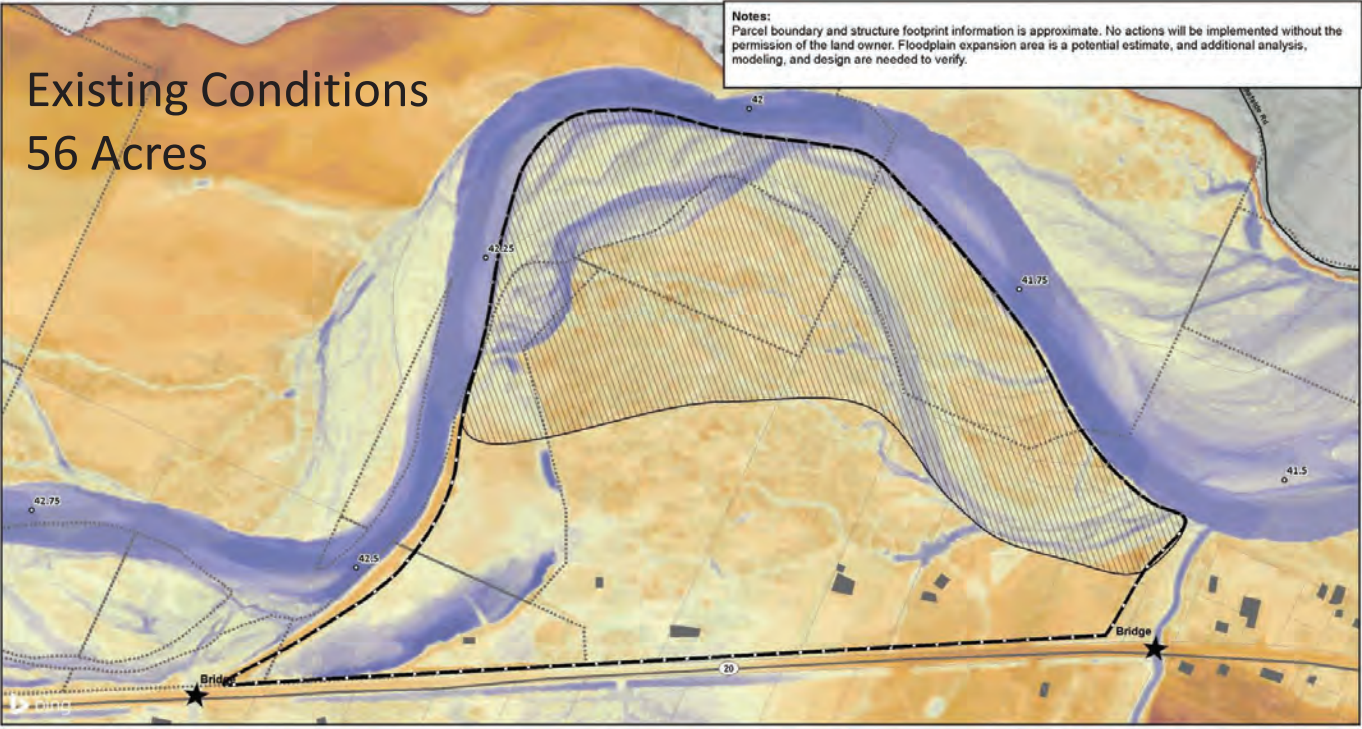 Notes:
Parcel boundary and structure footprint information is approximate. No actions will be implemented without the
permission of the land owner. Floodplain expansion area is a potential estimate, and additional analysis,
modeling, and design are needed to verify.
Existing Conditions
56 Acres
42
42.25
41.75
41.5
42.75
42.5
Bridge
20
Bridge
bing